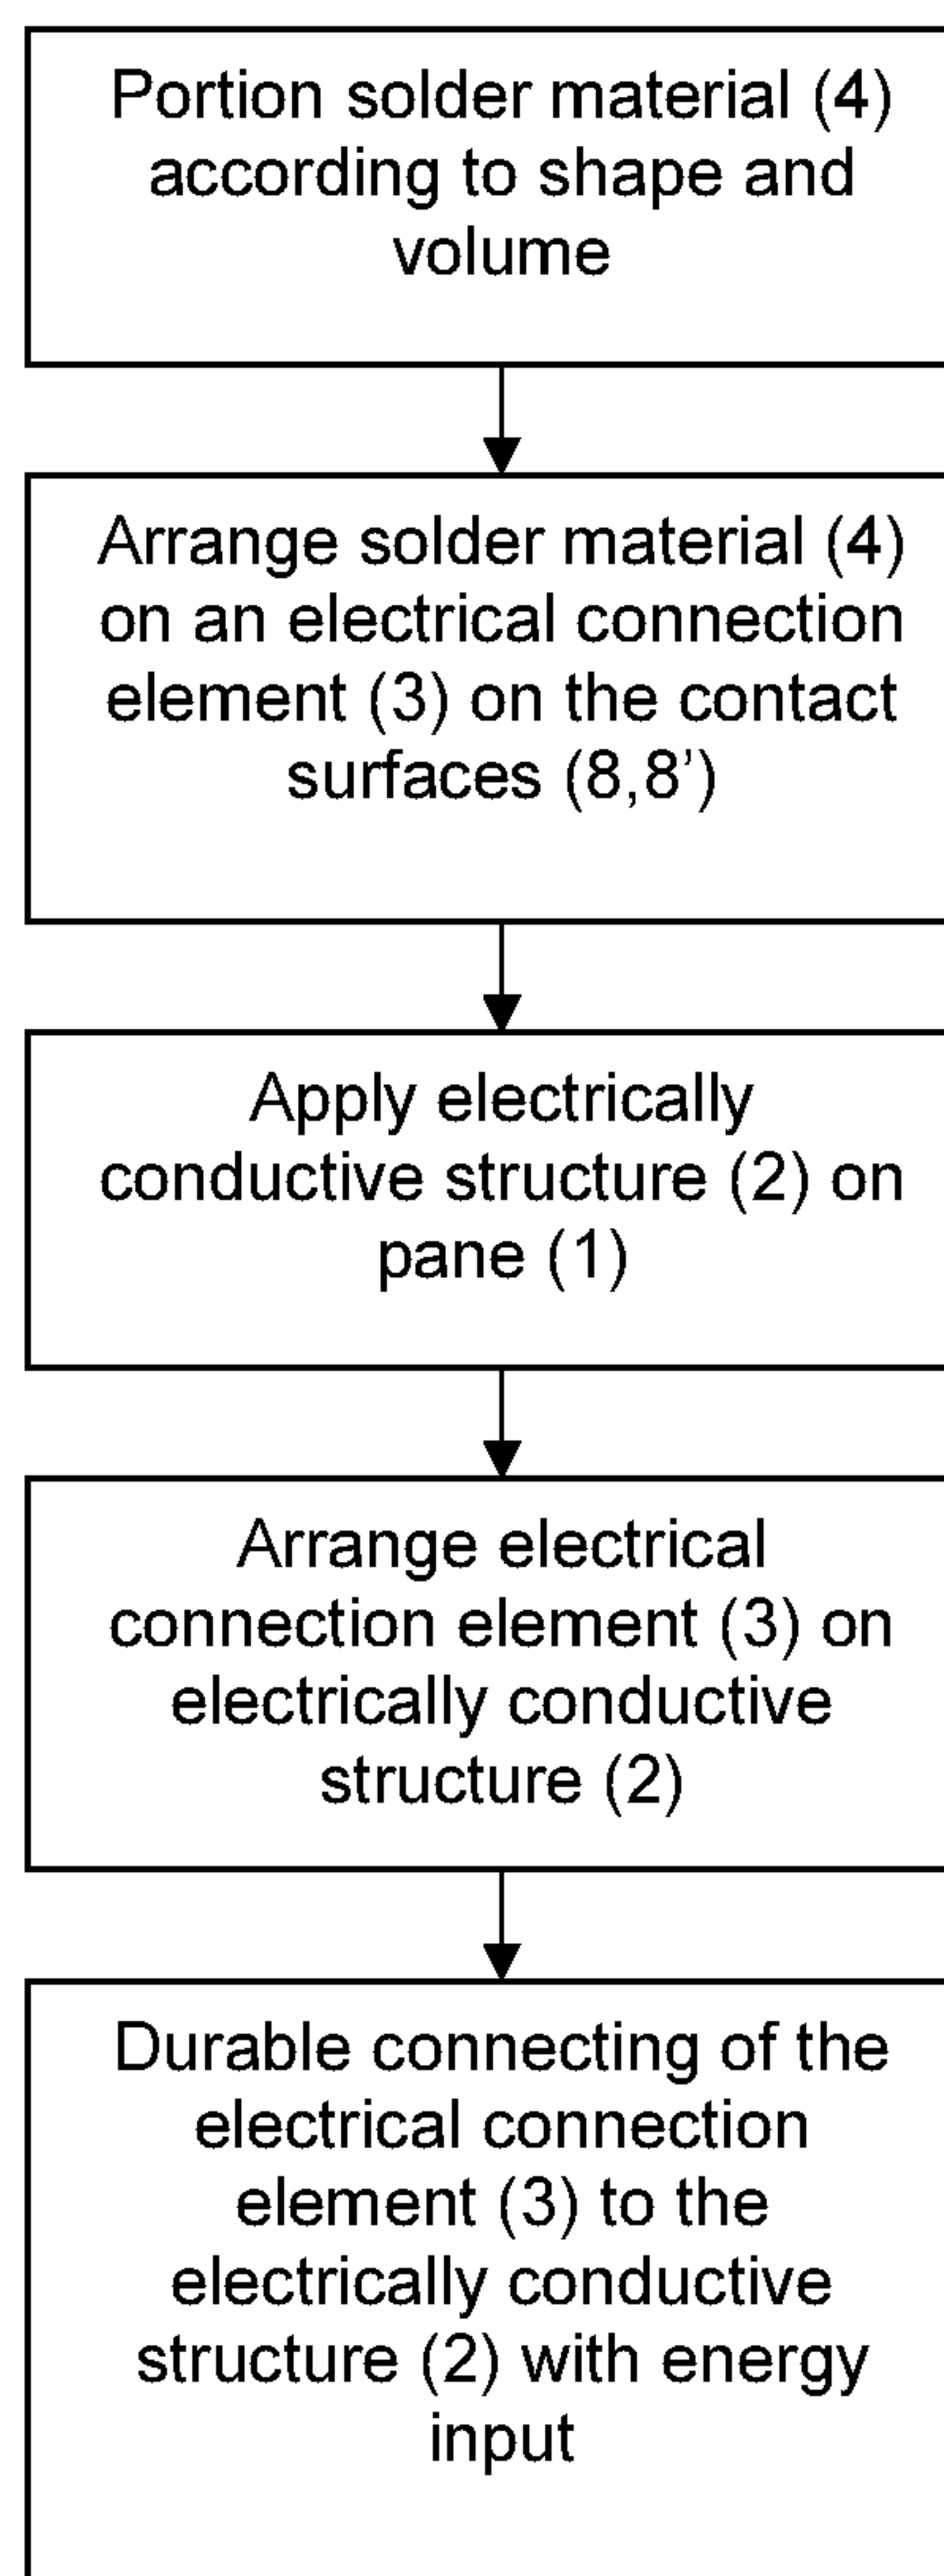 Portion solder material (4)
according to shape and
volume
Arrange solder material (4)
on an electrical connection
element (3) on the contact
surfaces (8,8’)
Apply electrically
conductive structure (2) on
pane (1)
Arrange electrical
connection element (3) on
electrically conductive
structure (2)
Durable connecting of the
electrical connection
element (3) to the
electrically conductive
structure (2) with energy
input